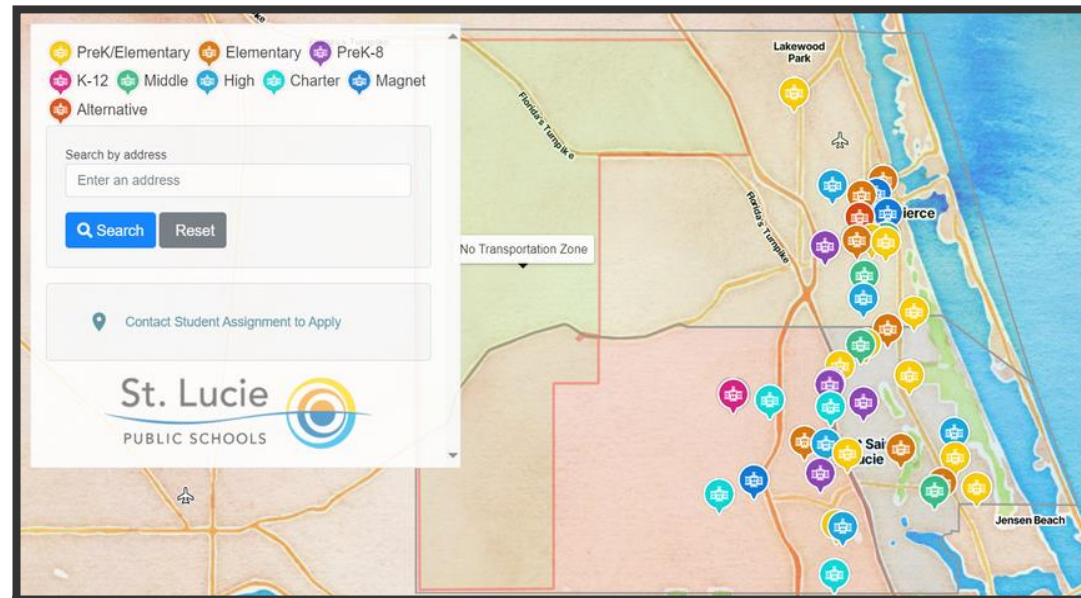 PreK/Elementary Elementary PreK-8
K-12 Middle High Charter Magnet
Alternative
Search by address
Enter an address
Search Reset
Contact Student Assignment to Apply
St. Lucie
PUBLIC SCHOOLS
Lakewood
Park
Florida's Turnpike
Florida's Turnpike
ierce
No Transportation Zone
Sai
ucie
Jensen Beach